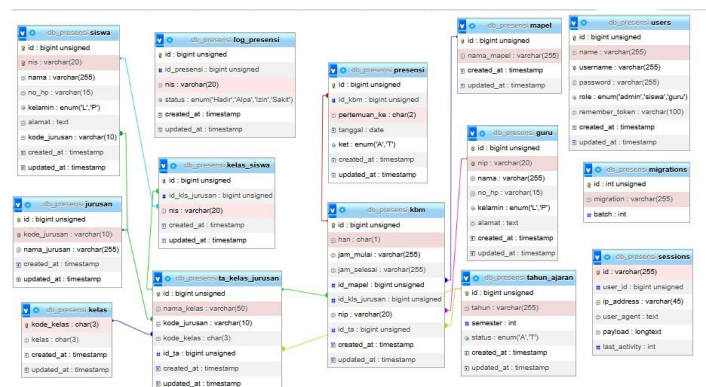 db_presensi siswa
id : bigint unsigned
nis : varchar(20)
nama : varchar(255)
no_hp : varchar(15)
kelamin : enum('L','P')
alamat : text
kode_jurusan : varchar(10)
created_at : timestamp
updated_at : timestamp
db_presensi log_presensi
id : bigint unsigned
id_presensi : bigint unsigned
nis : varchar(20)
status : enum('Hadir','Alpa','Izin','Sakit')
created_at : timestamp
updated_at : timestamp
db_presensi presensi
id : bigint unsigned
id_kbm : bigint unsigned
pertemuan_ke : char(2)
tanggal : date
ket : enum('A','T')
created_at : timestamp
updated_at : timestamp
db_presensi mapel
id : bigint unsigned
nama_mapel : varchar(255)
created_at : timestamp
updated_at : timestamp
db_presensi users
id : bigint unsigned
name : varchar(255)
username : varchar(255)
password : varchar(255)
role : enum('admin','siswa','guru')
remember_token : varchar(100)
created_at : timestamp
updated_at : timestamp
db_presensi guru
id : bigint unsigned
nip : varchar(20)
nama : varchar(255)
no_hp : varchar(15)
kelamin : enum('L','P')
alamat : text
created_at : timestamp
updated_at : timestamp
db_presensi migrations
id : int unsigned
migration : varchar(255)
batch : int
db_presensi kelas_siswa
id : bigint unsigned
id_kls_jurusan : bigint unsigned
nis : varchar(20)
created_at : timestamp
updated_at : timestamp
db_presensi jurusan
id : bigint unsigned
kode_jurusan : varchar(10)
nama_jurusan : varchar(255)
created_at : timestamp
updated_at : timestamp
db_presensi kbm
id : bigint unsigned
hari : char(1)
jam_mulai : varchar(255)
jam_selesai : varchar(255)
id_mapel : bigint unsigned
id_kls_jurusan : bigint unsigned
nip : varchar(20)
id_ta : bigint unsigned
created_at : timestamp
updated_at : timestamp
db_presensi sessions
id : varchar(255)
user_id : bigint unsigned
ip_address : varchar(45)
user_agent : text
payload : longtext
last_activity : int
db_presensi ta_kelas_jurusan
id : bigint unsigned
nama_kelas : varchar(50)
kode_jurusan : varchar(10)
kode_kelas : char(3)
id_ta : bigint unsigned
created_at : timestamp
updated_at : timestamp
db_presensi tahun_ajaran
id : bigint unsigned
tahun : varchar(255)
semester : int
status : enum('A','T')
created_at : timestamp
updated_at : timestamp
db_presensi kelas
kode_kelas : char(3)
kelas : char(3)
created_at : timestamp
updated_at : timestamp